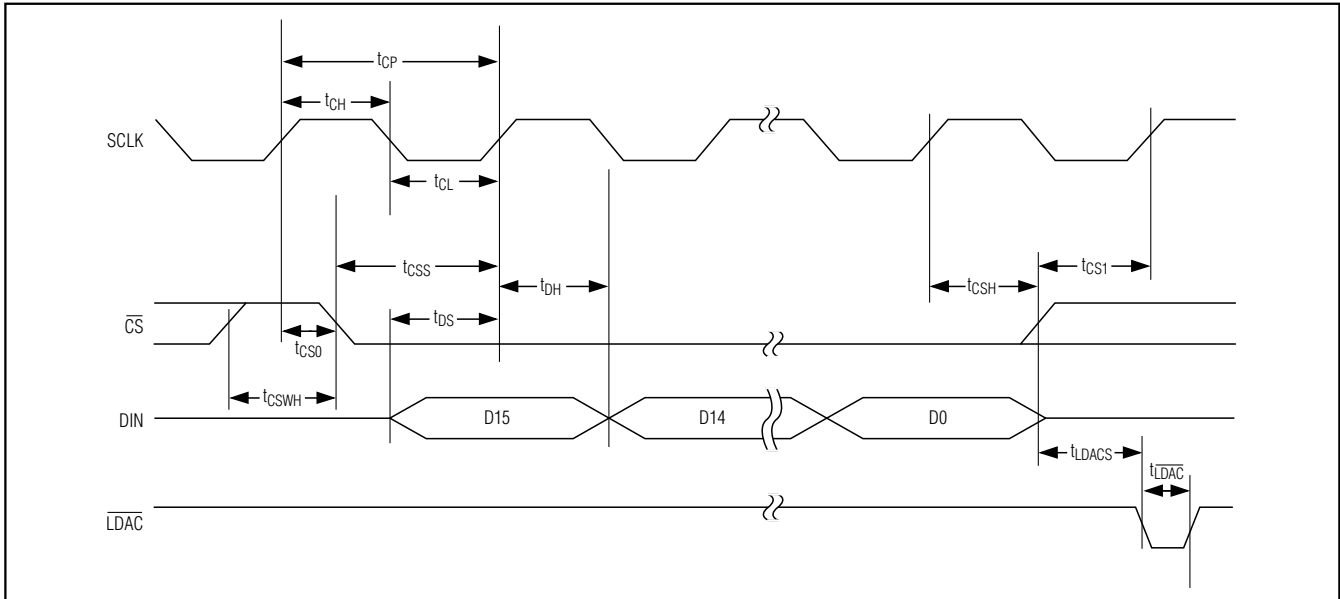 tCP
tCH
SCLK
tCL
tCSS
tDH
tCSH
tCS1
CS
tDS
tCS0
tCSWH
DIN
D15
D14
D0
tLDACS
tLDAC
LDAC